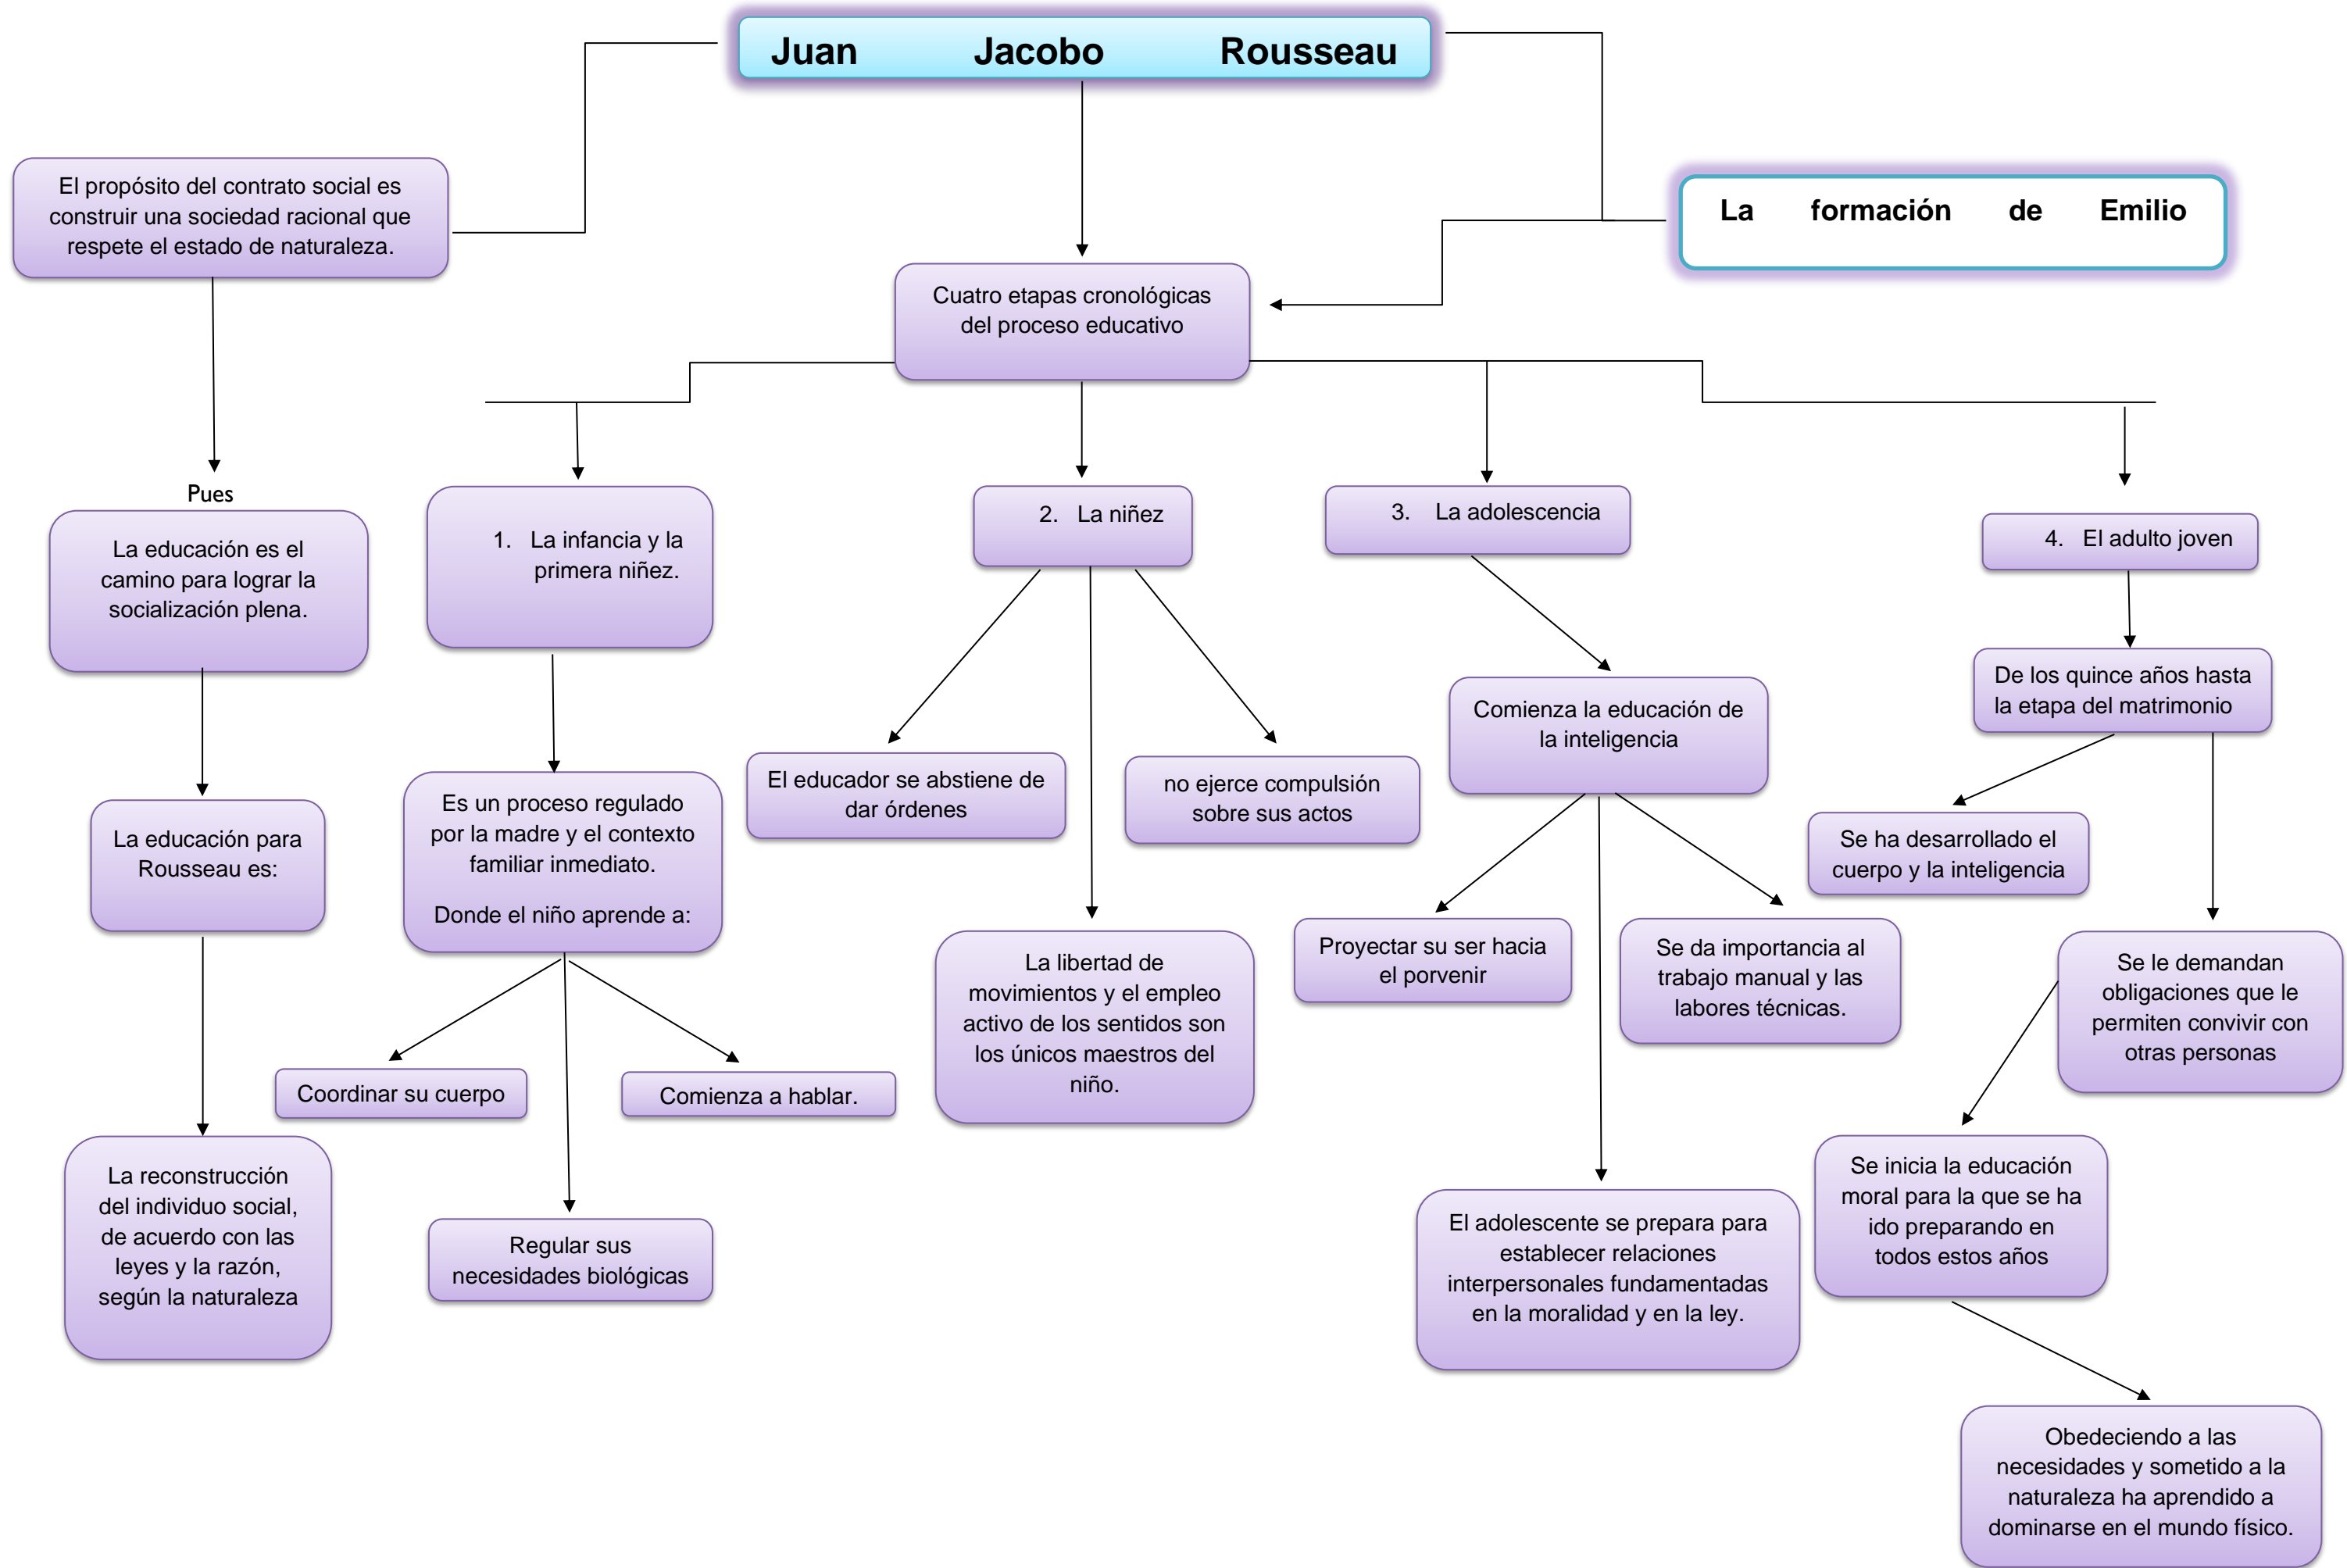 Juan Jacobo Rousseau
El propósito del contrato social es
construir una sociedad racional que
respete el estado de naturaleza.
La formación de Emilio
Cuatro etapas cronológicas
del proceso educativo
Pues
La educación es el
camino para lograr la
socialización plena.
1. La infancia y la
primera niñez.
2. La niñez
3. La adolescencia
4. El adulto joven
De los quince años hasta
la etapa del matrimonio
Comienza la educación de
la inteligencia
El educador se abstiene de
dar órdenes
no ejerce compulsión
sobre sus actos
La educación para
Rousseau es:
Es un proceso regulado
por la madre y el contexto
familiar inmediato.
Donde el niño aprende a:
Se ha desarrollado el
cuerpo y la inteligencia
Proyectar su ser hacia
el porvenir
Se da importancia al
trabajo manual y las
labores técnicas.
La libertad de
movimientos y el empleo
activo de los sentidos son
los únicos maestros del
niño.
Se le demandan
obligaciones que le
permiten convivir con
otras personas
Coordinar su cuerpo
Comienza a hablar.
La reconstrucción
del individuo social,
de acuerdo con las
leyes y la razón,
según la naturaleza
Regular sus
necesidades biológicas
El adolescente se prepara para
establecer relaciones
interpersonales fundamentadas
en la moralidad y en la ley.
Se inicia la educación
moral para la que se ha
ido preparando en
todos estos años
Obedeciendo a las
necesidades y sometido a la
naturaleza ha aprendido a
dominarse en el mundo físico.